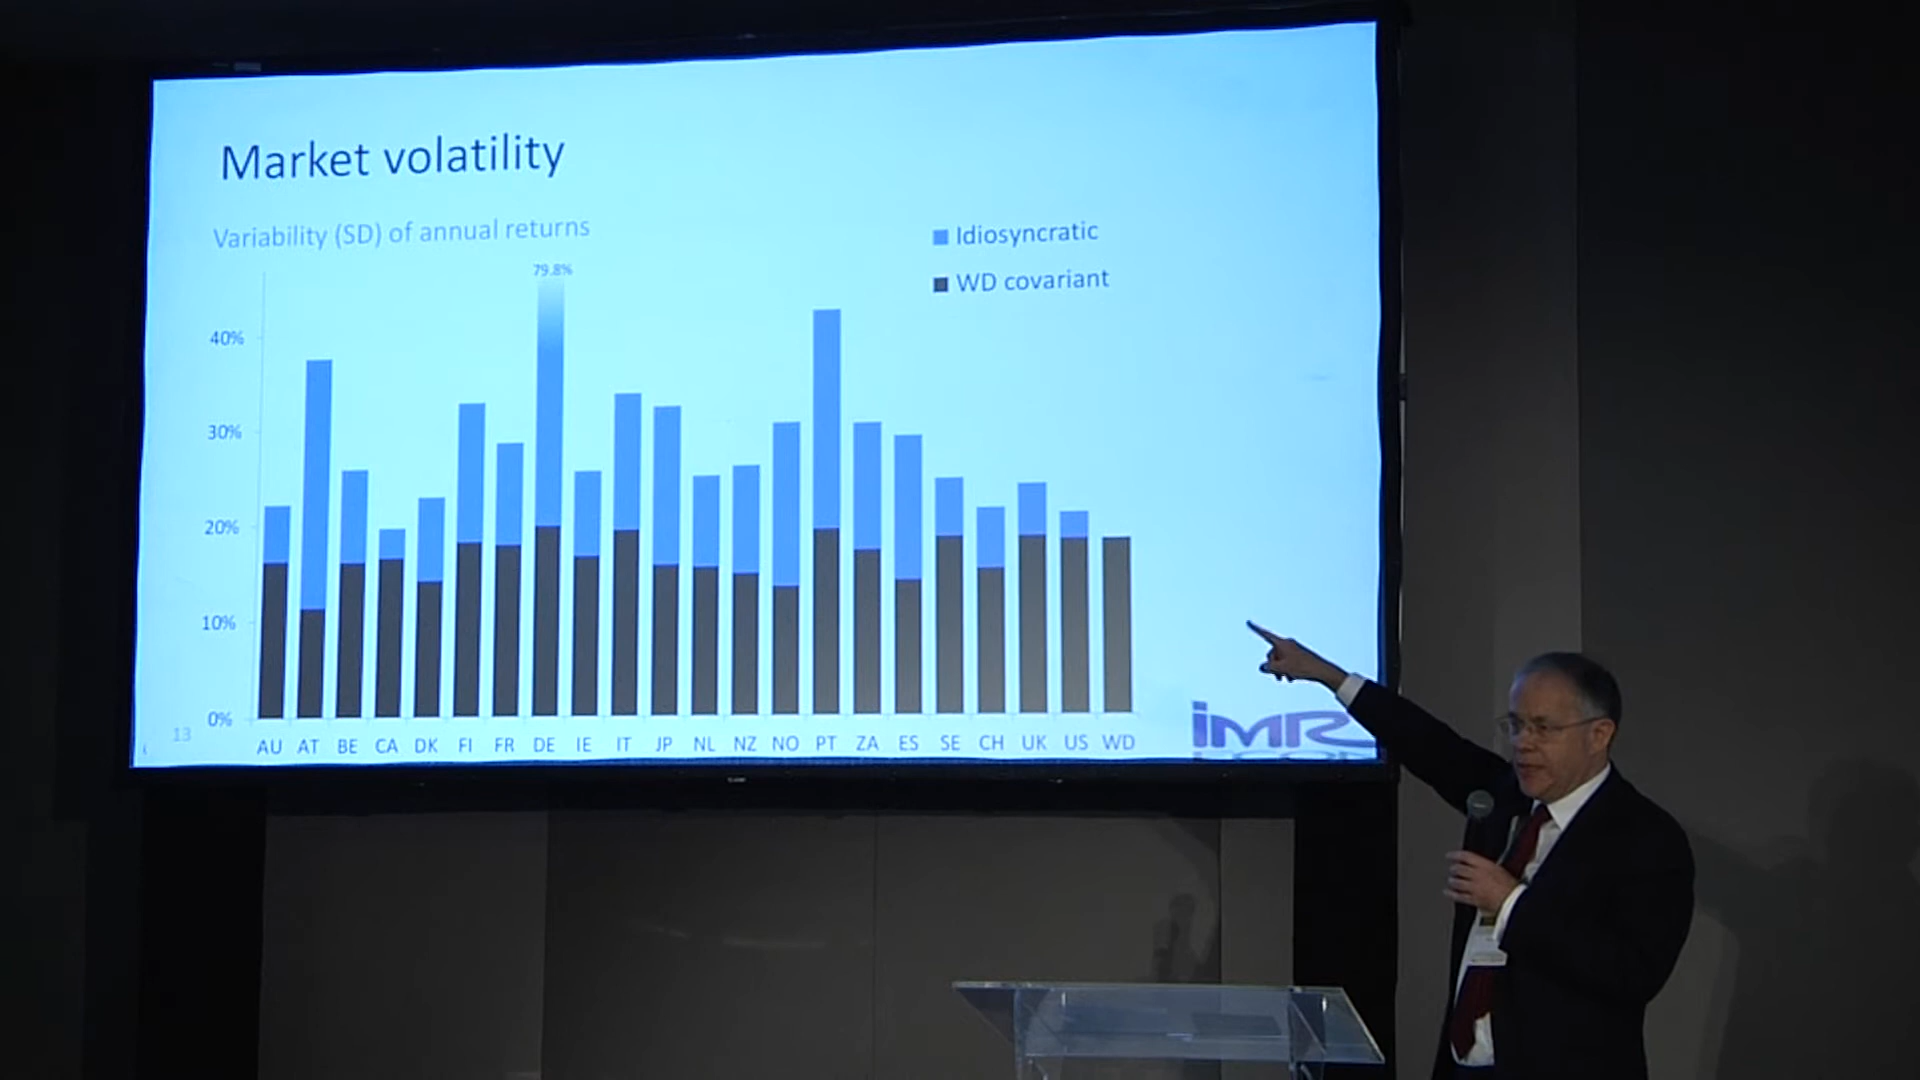 Market volatility
Variability (SD) of annual returns
Idiosyncratic
WD covariant
79.8%
40%
30%
20%
10%
0%
AU AT BE CA DK FI FR DE IE IT JP NL NZ NO PT ZA ES SE CH UK US WD
13